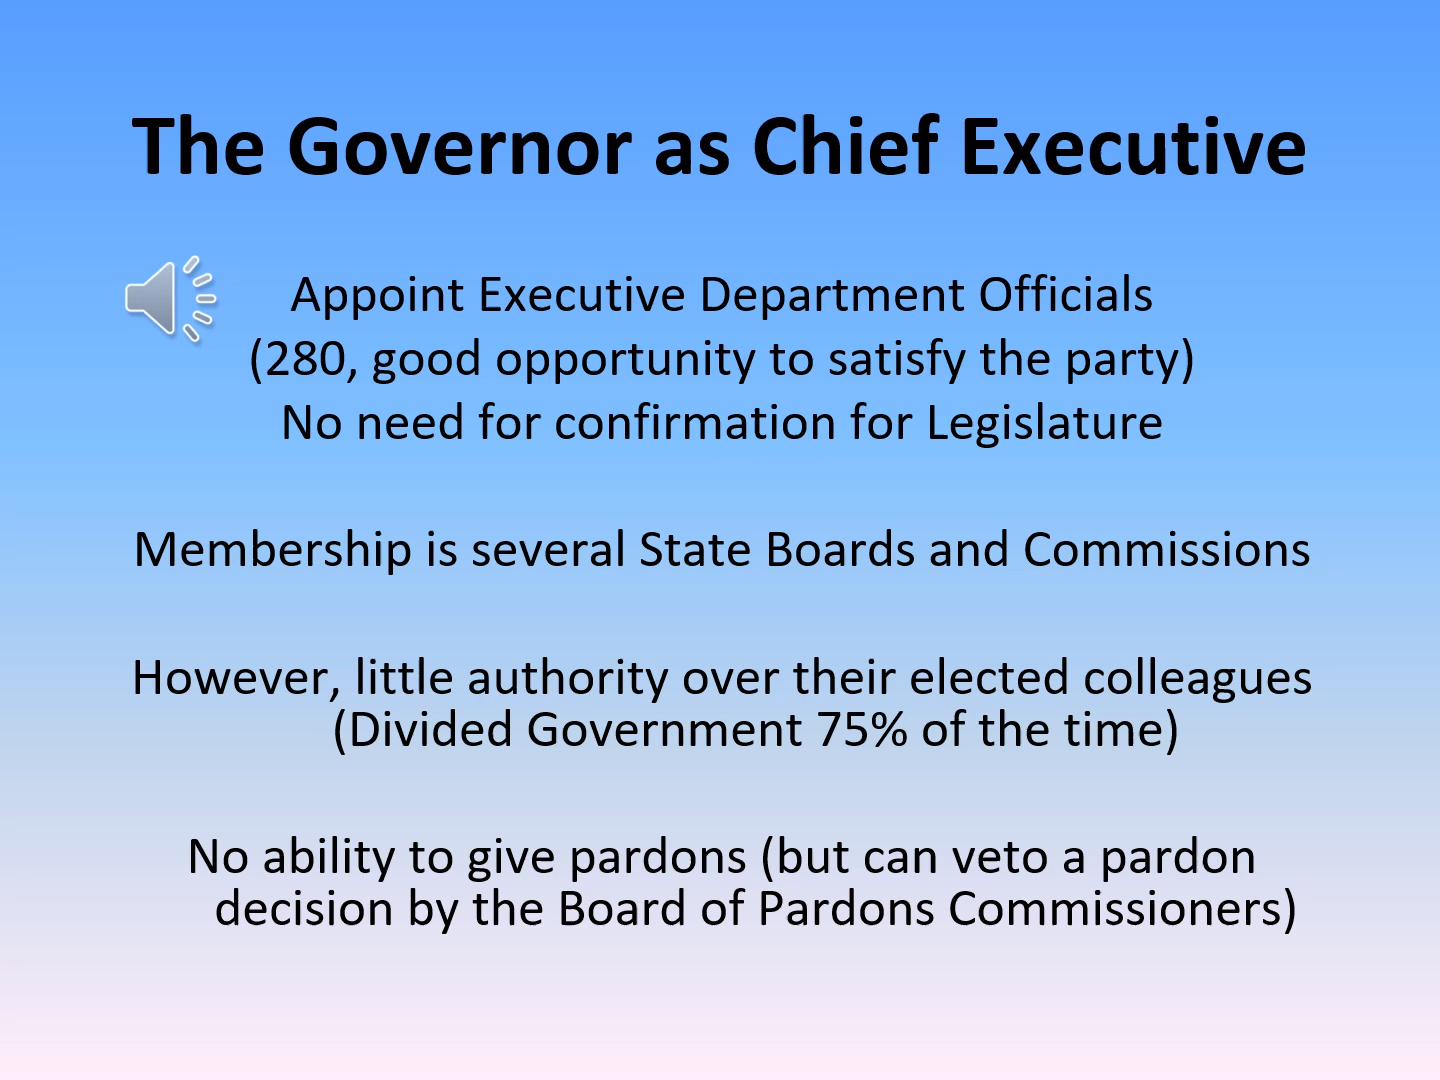 The Governor as Chief Executive
Appoint Executive Department Officials
(280, good opportunity to satisfy the party)
No need for confirmation for Legislature
Membership is several State Boards and Commissions
However, little authority over their elected colleagues
(Divided Government 75% of the time)
No ability to give pardons (but can veto a pardon
decision by the Board of Pardons Commissioners)